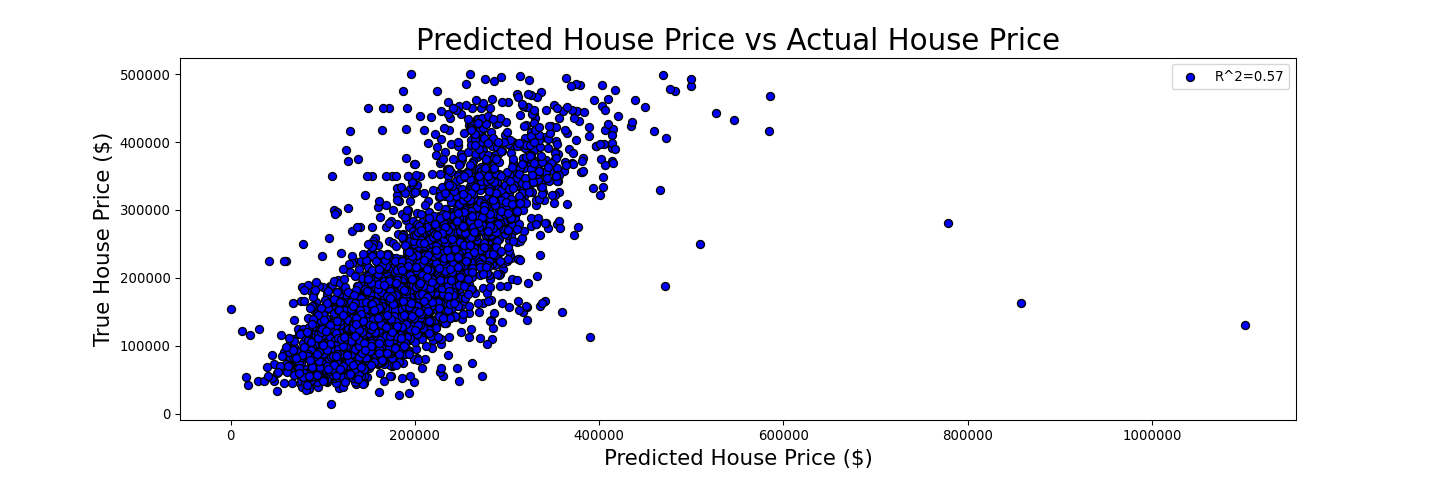 Predicted House Price vs Actual House Price
R^2=0.57
True House Price ($)
500000
400000
300000
200000
100000
0
0 200000 400000 600000 800000 1000000
Predicted House Price ($)